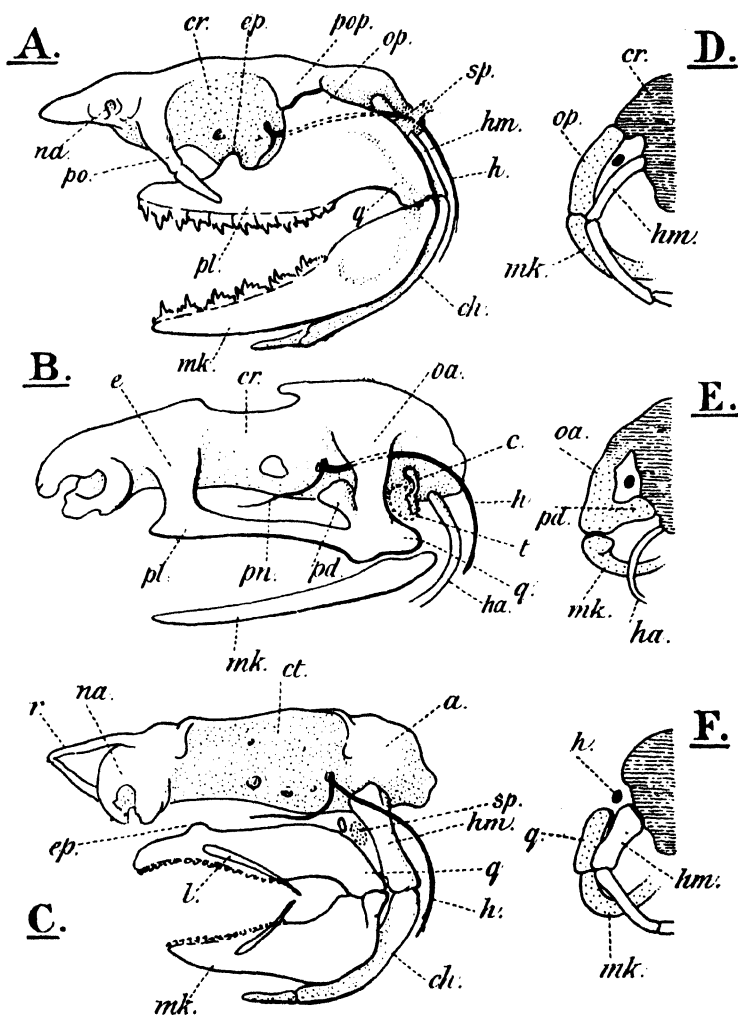 A.
cr. ep. pop. op. sp.
hm.
h.
na.
po.
q
pl.
ch.
mk.
D.
cr.
op.
hm.
mk.
B.
e. cr. oa.
c.
h
t
pl. pn. pd. q.
ha.
mk.
E.
oa.
pd.
mk.
ha.
C.
r. na. ct. a.
sp.
hm.
ep.
q
l.
h.
ch.
mk.
F.
h.
q.
hm.
mk.